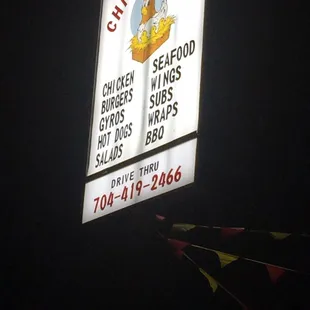 CHICKEN
BURGERS
GYROS
HOT DOGS
SALADS
SEAFOOD
WINGS
SUBS
WRAPS
BBQ
DRIVE THRU
704-419-2466